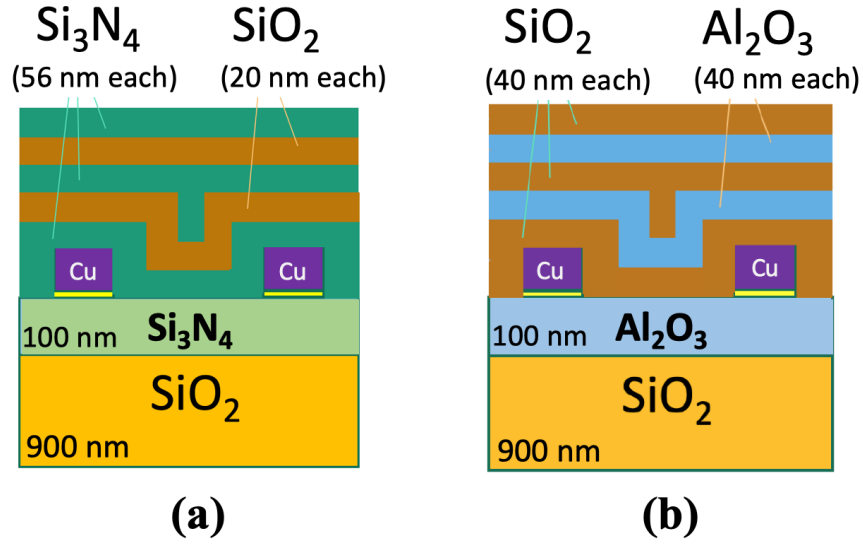 Si₃N₄ SiO₂
(56 nm each) (20 nm each)
Cu Cu
100 nm Si₃N₄
SiO₂
900 nm
(a)
SiO₂ Al₂O₃
(40 nm each) (40 nm each)
Cu Cu
100 nm Al₂O₃
SiO₂
900 nm
(b)